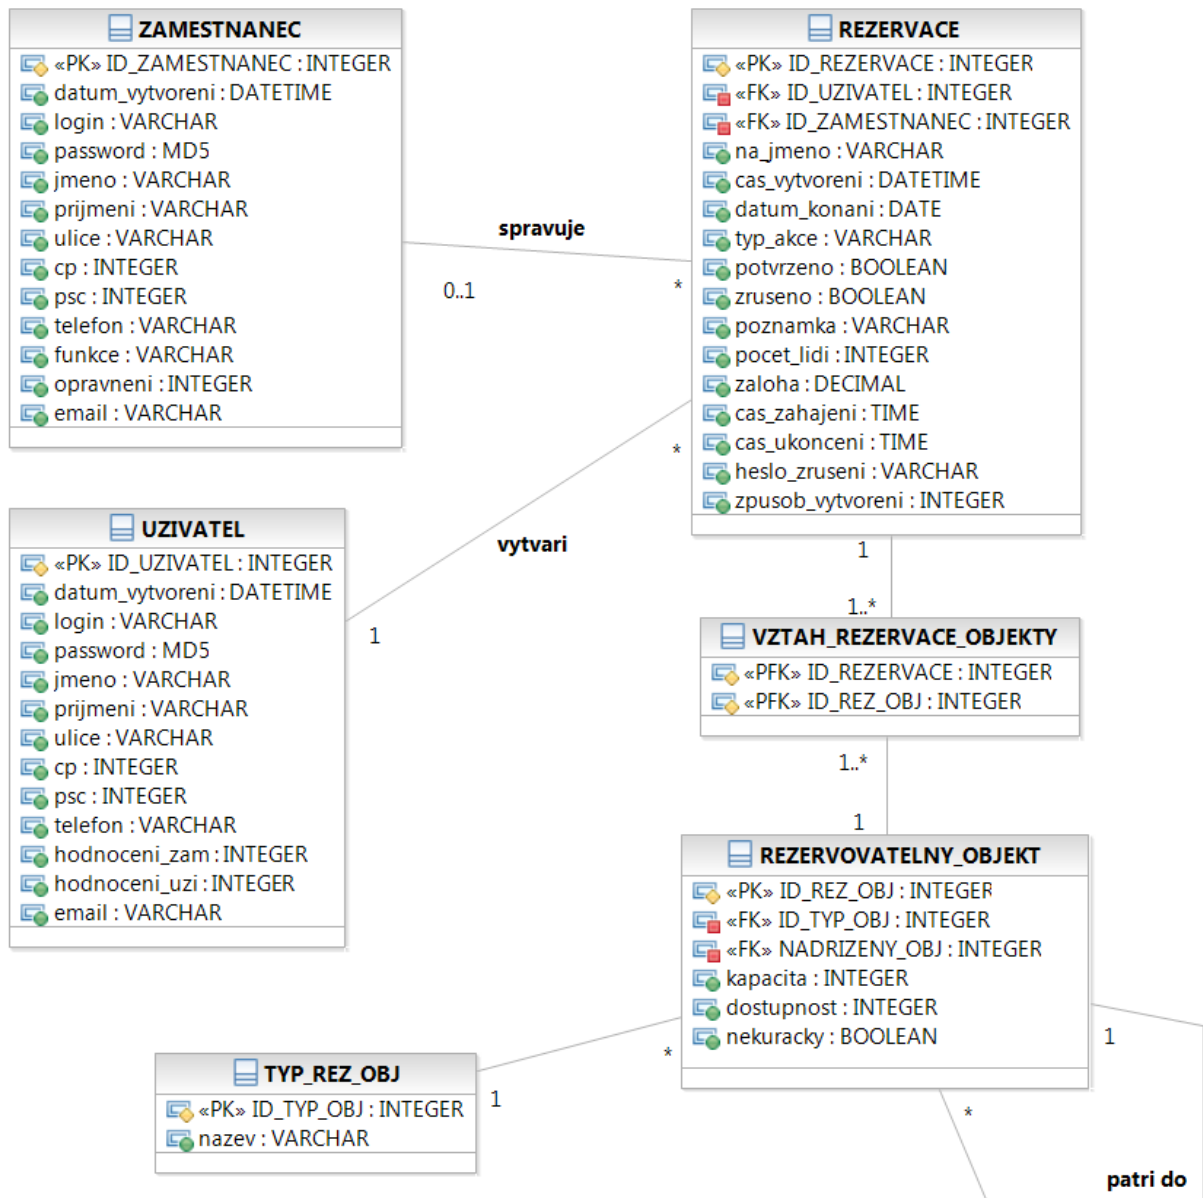 ZAMESTNANEC
«PK» ID_ZAMESTNANEC : INTEGER
datum_vytvoreni : DATETIME
login : VARCHAR
password : MD5
jmeno : VARCHAR
prijmeni : VARCHAR
ulice : VARCHAR
cp : INTEGER
psc : INTEGER
telefon : VARCHAR
funkce : VARCHAR
opravneni : INTEGER
email : VARCHAR
spravuje
0..1
*
REZERVACE
«PK» ID_REZERVACE : INTEGER
«FK» ID_UZIVATEL : INTEGER
«FK» ID_ZAMESTNANEC : INTEGER
na_jmeno : VARCHAR
cas_vytvoreni : DATETIME
datum_konani : DATE
typ_akce : VARCHAR
potvrzeno : BOOLEAN
zruseno : BOOLEAN
poznamka : VARCHAR
pocet_lidi : INTEGER
zaloha : DECIMAL
cas_zahajeni : TIME
cas_ukonceni : TIME
heslo_zruseni : VARCHAR
zpusob_vytvoreni : INTEGER
*
vytvari
1
UZIVATEL
«PK» ID_UZIVATEL : INTEGER
datum_vytvoreni : DATETIME
login : VARCHAR
password : MD5
jmeno : VARCHAR
prijmeni : VARCHAR
ulice : VARCHAR
cp : INTEGER
psc : INTEGER
telefon : VARCHAR
hodnoceni_zam : INTEGER
hodnoceni_uzi : INTEGER
email : VARCHAR
1
1..*
VZTAH_REZERVACE_OBJEKTY
«PFK» ID_REZERVACE : INTEGER
«PFK» ID_REZ_OBJ : INTEGER
1..*
1
REZERVOVATELNY_OBJEKT
«PK» ID_REZ_OBJ : INTEGER
«FK» ID_TYP_OBJ : INTEGER
«FK» NADRIZENY_OBJ : INTEGER
kapacita : INTEGER
dostupnost : INTEGER
nekuracky : BOOLEAN
*
1
TYP_REZ_OBJ
«PK» ID_TYP_OBJ : INTEGER
nazev : VARCHAR
1
*
patri do